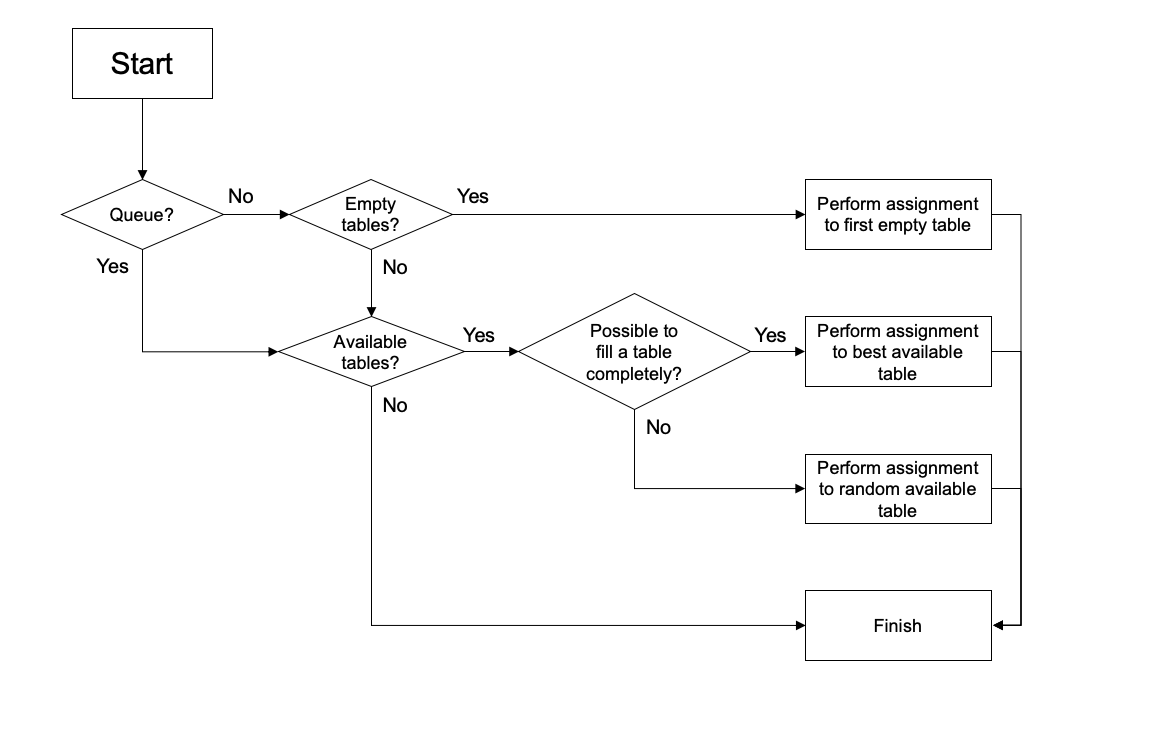 Start
Queue?
No
Empty
tables?
Yes
Perform assignment
to first empty table
Yes
No
Available
tables?
Yes
Possible to
fill a table
completely?
Yes
Perform assignment
to best available
table
No
No
Perform assignment
to random available
table
Finish